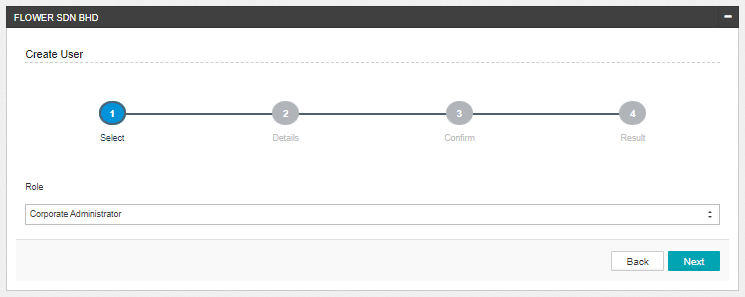 FLOWER SDN BHD
Create User
1 2 3 4
Select Details Confirm Result
Role
Corporate Administrator
Back Next